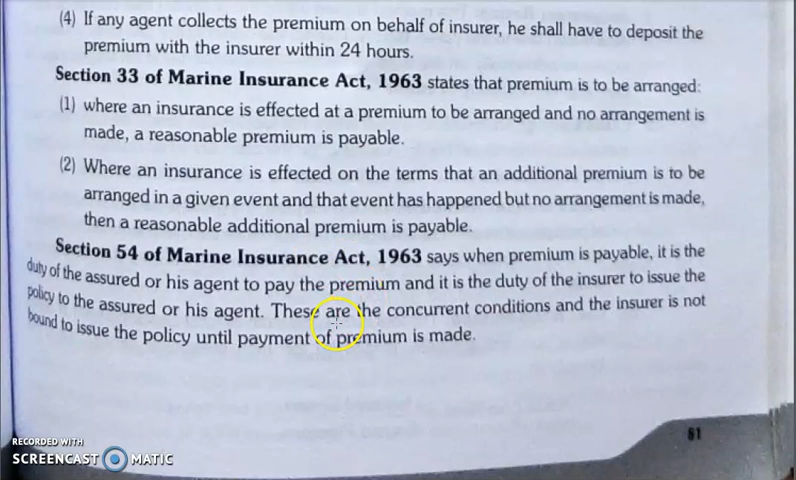 (4) If any agent collects the premium on behalf of insurer, he shall have to deposit the
premium with the insurer within 24 hours.
Section 33 of Marine Insurance Act, 1963 states that premium is to be arranged:
(1) where an insurance is effected at a premium to be arranged and no arrangement is
made, a reasonable premium is payable.
(2) Where an insurance is effected on the terms that an additional premium is to be
arranged in a given event and that event has happened but no arrangement is made,
then a reasonable additional premium is payable.
Section 54 of Marine Insurance Act, 1963 says when premium is payable, it is the
duty of the assured or his agent to pay the premium and it is the duty of the insurer to issue the
policy to the assured or his agent. These are the concurrent conditions and the insurer is not
bound to issue the policy until payment of premium is made.
81
RECORDED WITH
SCREENCAST MATIC